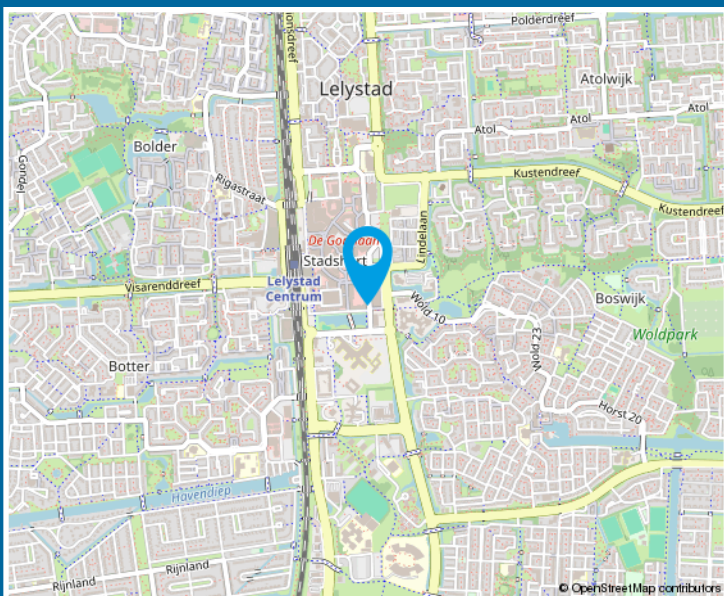 Polderdreef
Lelystad
Atolwijk
Atol
Atol
Atol
Bolder
Gondel
Rigastraat
Kustendreef
Kustendreef
Lindelaan
Stadshart
Visarenddreef
Lelystad
Centrum
Wold 10
Boswijk
Wold 23
Woldpark
Botter
Horst 20
Havendiep
Rijnland
Rijnland
© OpenStreetMap contributors